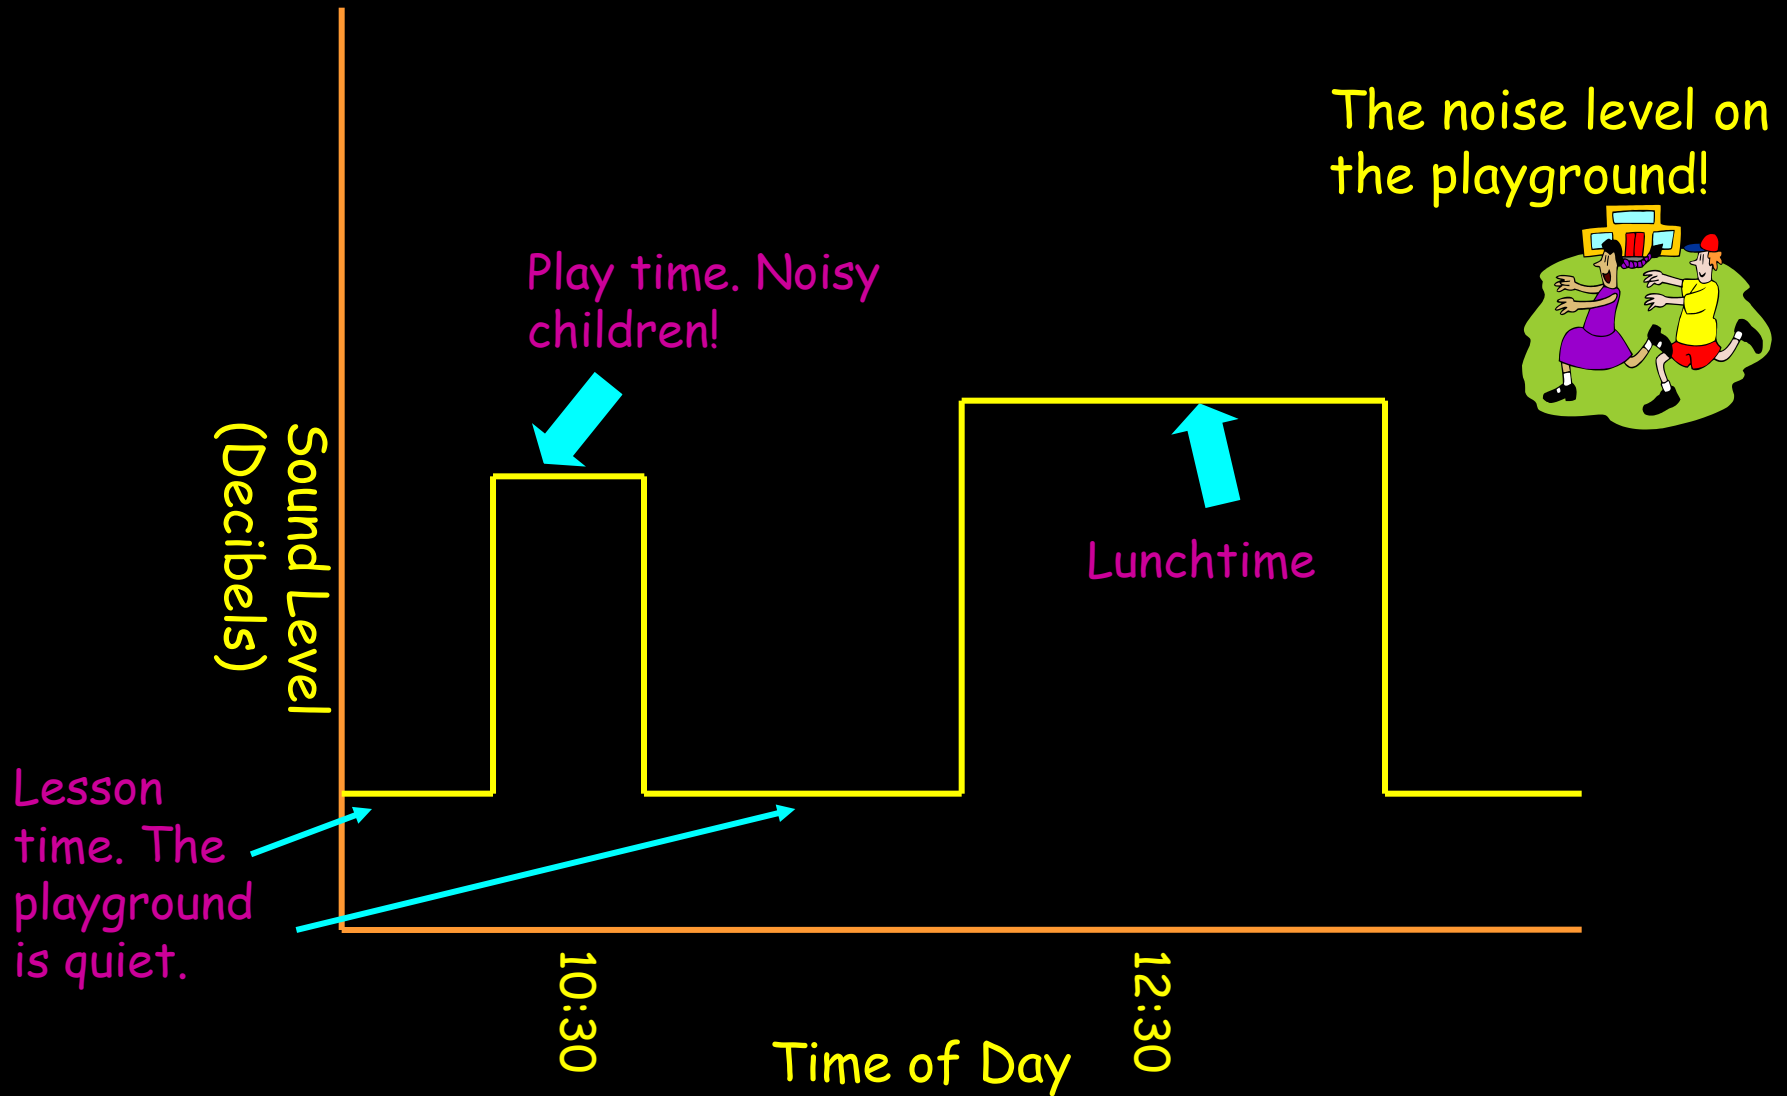 The noise level on
the playground!
Play time. Noisy
children!
Sound Level
(Decibels)
Lunchtime
Lesson
time. The
playground
is quiet.
10:30
12:30
Time of Day